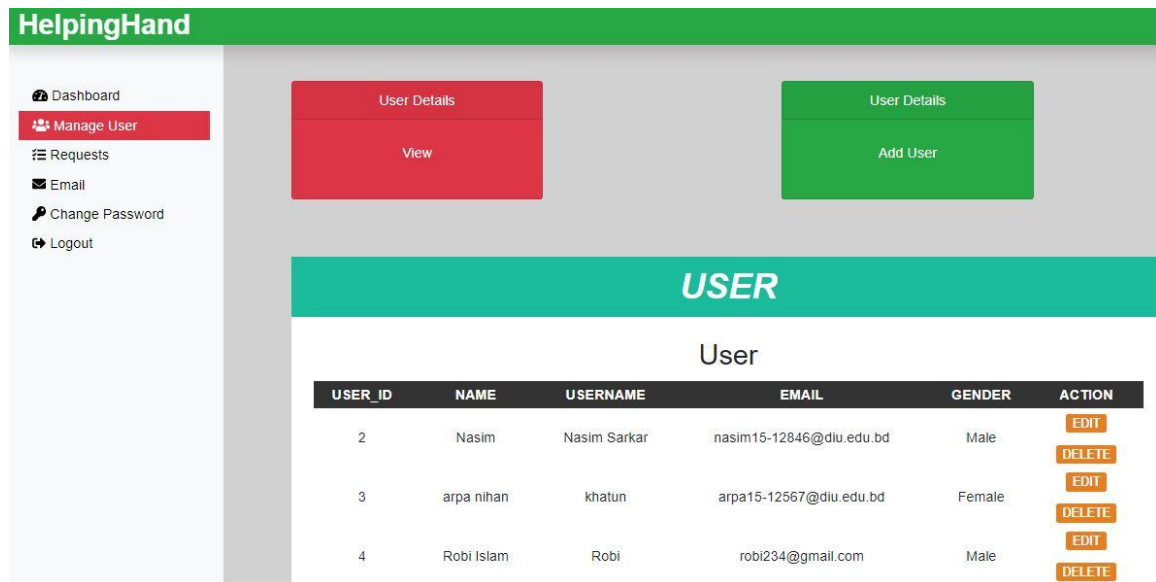 HelpingHand
Dashboard
Manage User
Requests
Email
Change Password
Logout
User Details
View
User Details
Add User
USER
User
USER_ID NAME USERNAME EMAIL GENDER ACTION
2 Nasim Nasim Sarkar nasim15-12846@diu.edu.bd Male EDIT
DELETE
3 arpa nihan khatun arpa15-12567@diu.edu.bd Female EDIT
DELETE
4 Robi Islam Robi robi234@gmail.com Male EDIT
DELETE